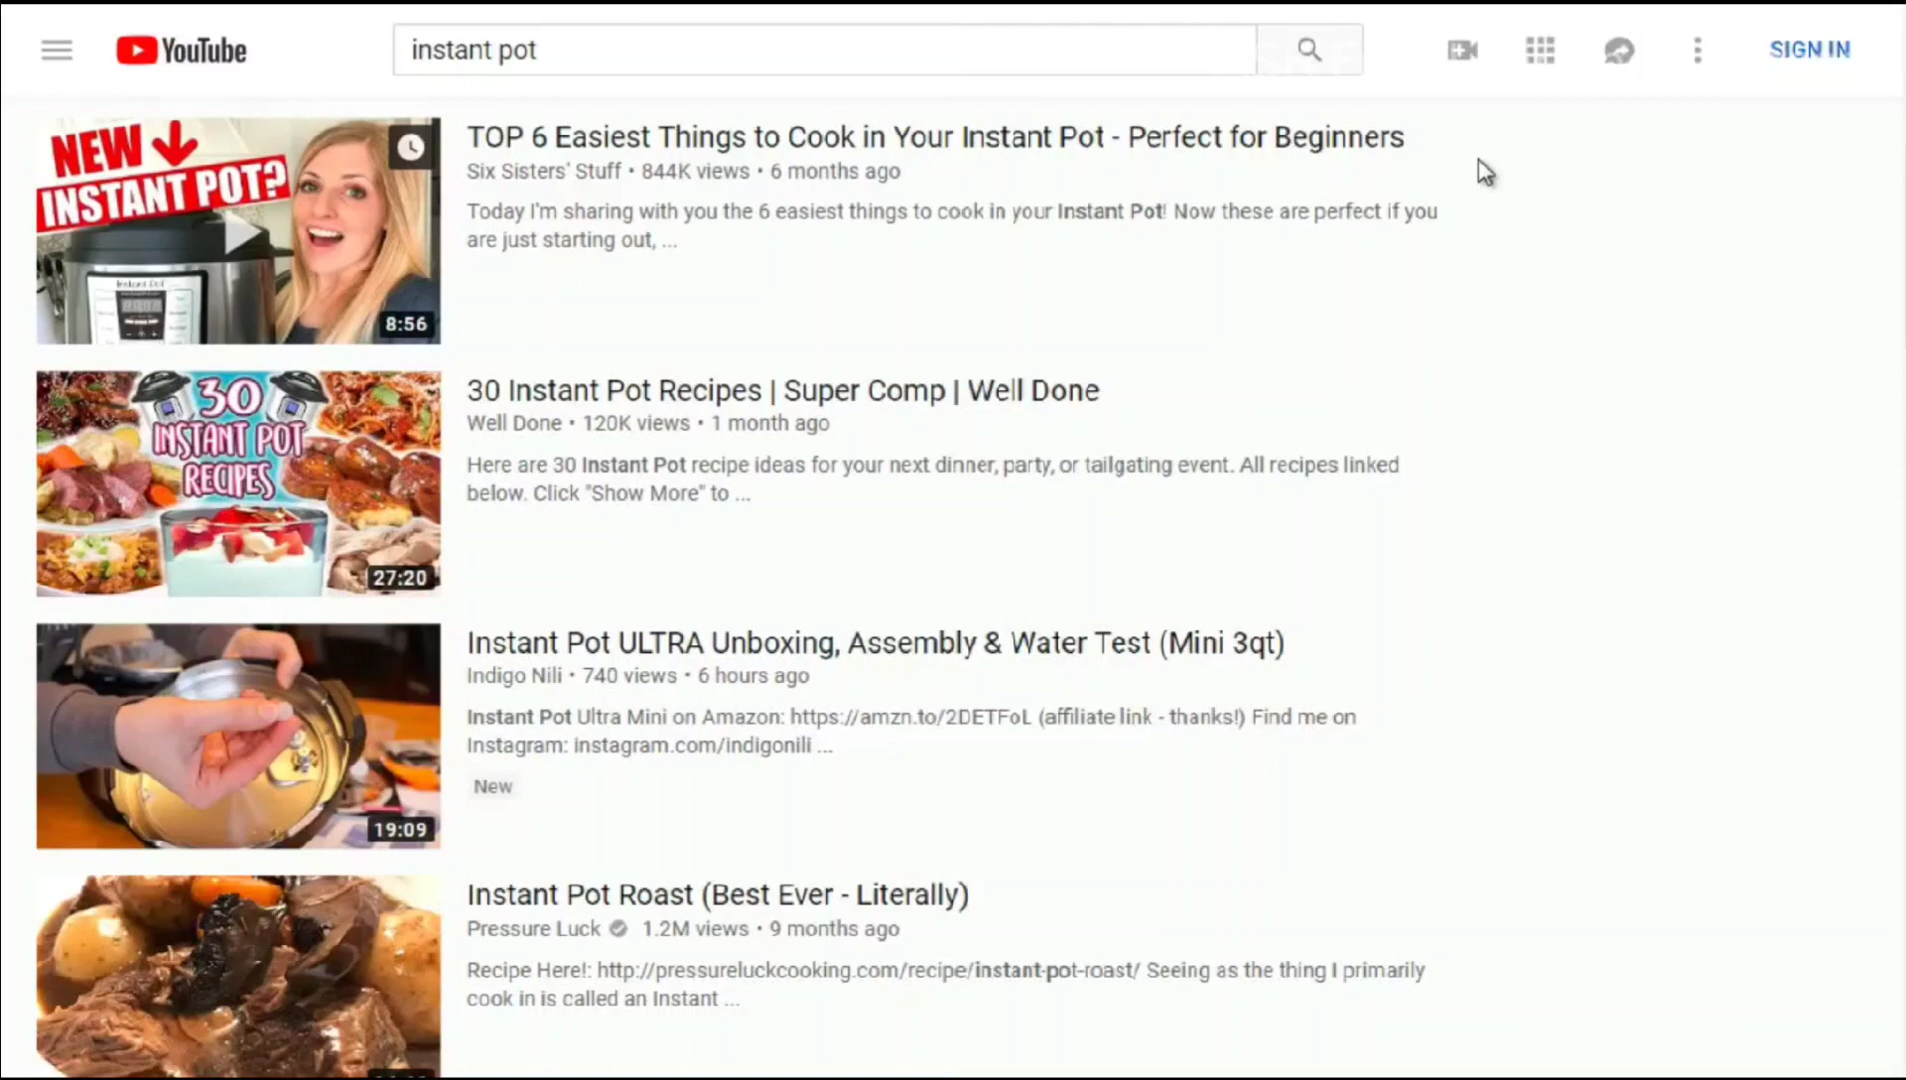 YouTube
instant pot
SIGN IN
NEW
INSTANT POT?
Instant Pot
8:56
TOP 6 Easiest Things to Cook in Your Instant Pot - Perfect for Beginners
Six Sisters' Stuff • 844K views • 6 months ago
Today I'm sharing with you the 6 easiest things to cook in your Instant Pot! Now these are perfect if you
are just starting out, ...
30
INSTANT POT
RECIPES
27:20
30 Instant Pot Recipes | Super Comp | Well Done
Well Done • 120K views • 1 month ago
Here are 30 Instant Pot recipe ideas for your next dinner, party, or tailgating event. All recipes linked
below. Click "Show More" to ...
19:09
Instant Pot ULTRA Unboxing, Assembly & Water Test (Mini 3qt)
Indigo Nili • 740 views • 6 hours ago
Instant Pot Ultra Mini on Amazon: https://amzn.to/2DETFoL (affiliate link - thanks!) Find me on
Instagram: instagram.com/indigonili ...
New
Instant Pot Roast (Best Ever - Literally)
Pressure Luck 1.2M views • 9 months ago
Recipe Here!: http://pressureluckcooking.com/recipe/instant-pot-roast/ Seeing as the thing I primarily
cook in is called an Instant ...